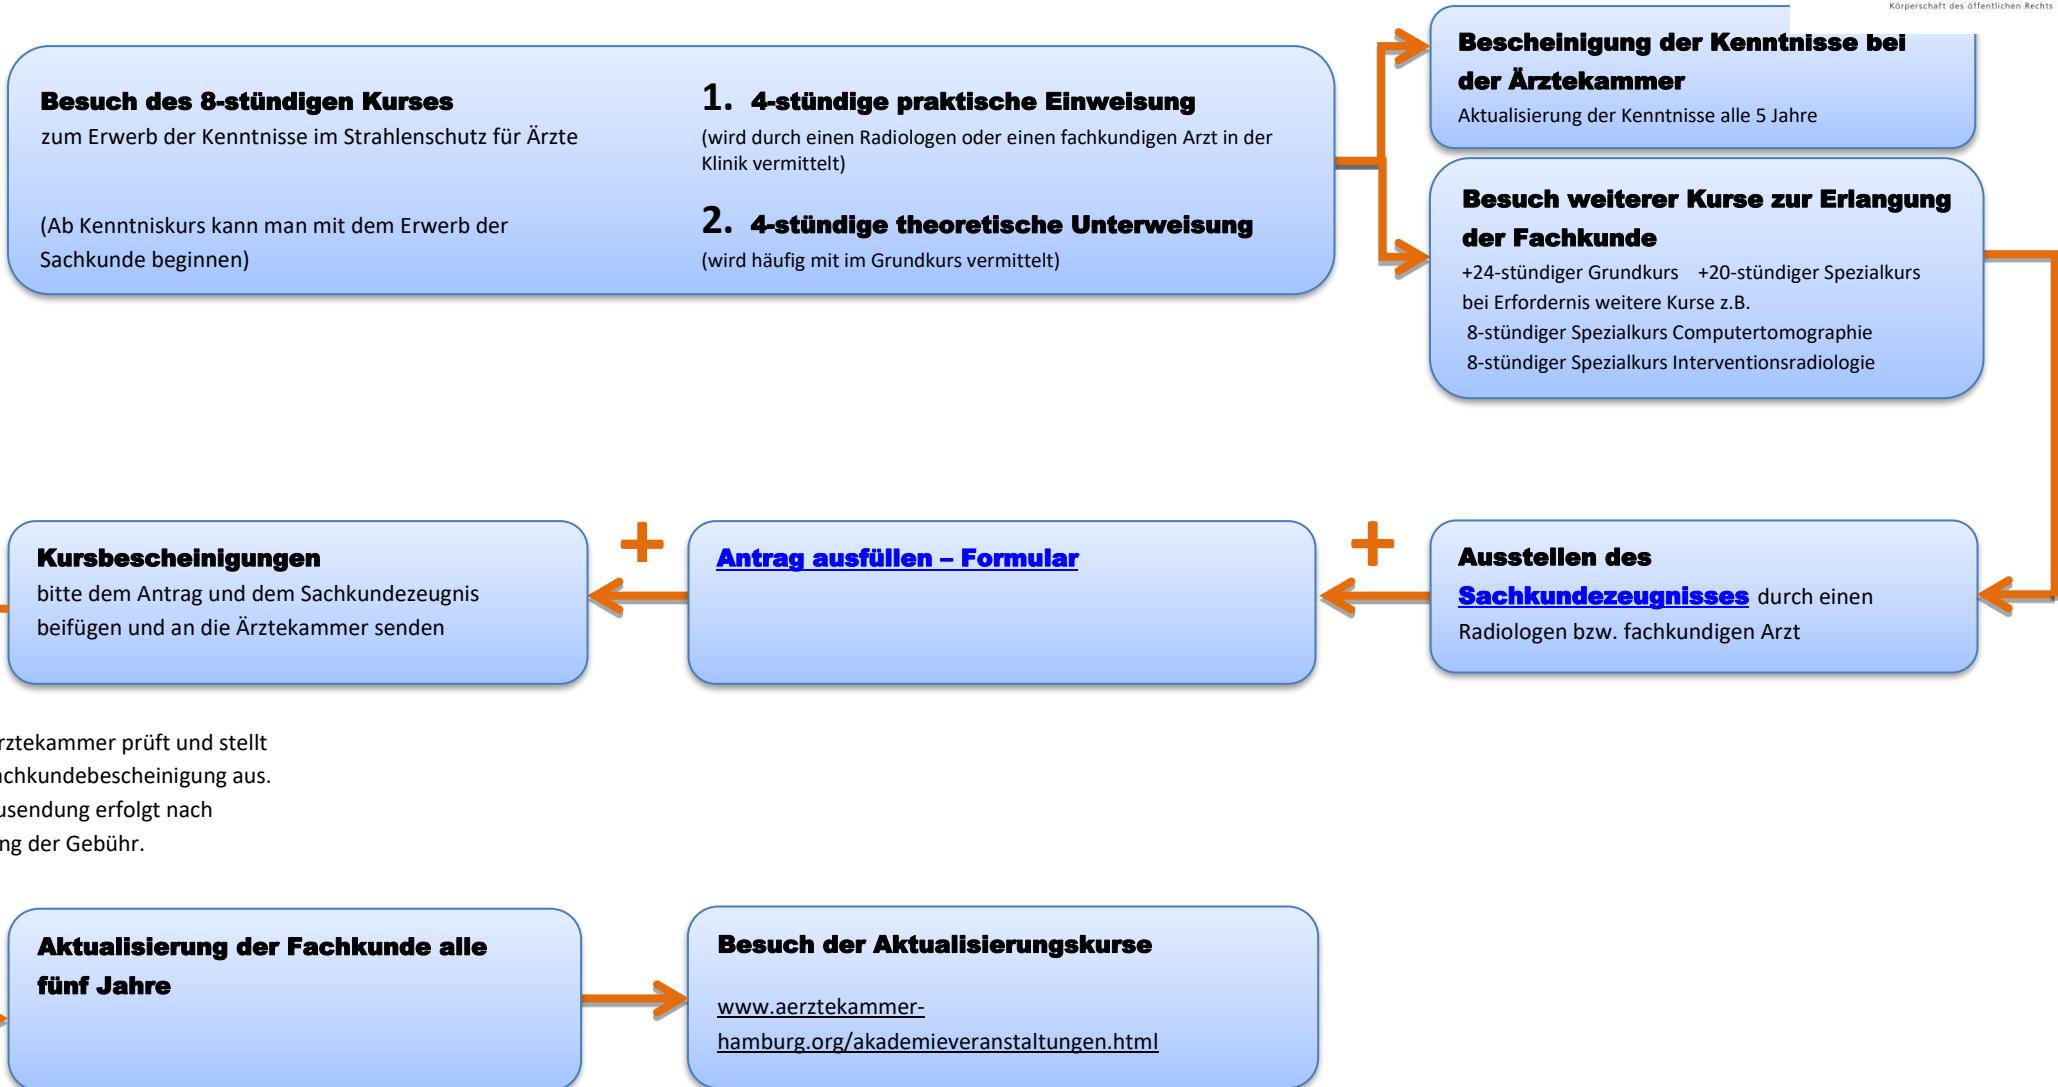 Körperschaft des öffentlichen Rechts
Besuch des 8-stündigen Kurses
zum Erwerb der Kenntnisse im Strahlenschutz für Ärzte
(Ab Kenntniskurs kann man mit dem Erwerb der
Sachkunde beginnen)
1. 4-stündige praktische Einweisung
(wird durch einen Radiologen oder einen fachkundigen Arzt in der
Klinik vermittelt)
2. 4-stündige theoretische Unterweisung
(wird häufig mit im Grundkurs vermittelt)
Bescheinigung der Kenntnisse bei
der Ärztekammer
Aktualisierung der Kenntnisse alle 5 Jahre
Besuch weiterer Kurse zur Erlangung
der Fachkunde
+24-stündiger Grundkurs +20-stündiger Spezialkurs
bei Erfordernis weitere Kurse z.B.
8-stündiger Spezialkurs Computertomographie
8-stündiger Spezialkurs Interventionsradiologie
Kursbescheinigungen
bitte dem Antrag und dem Sachkundezeugnis
beifügen und an die Ärztekammer senden
+
Antrag ausfüllen – Formular
+
Ausstellen des
Sachkundezeugnisses durch einen
Radiologen bzw. fachkundigen Arzt
rztekammer prüft und stellt
achkundebescheinigung aus.
usendung erfolgt nach
ng der Gebühr.
Aktualisierung der Fachkunde alle
fünf Jahre
Besuch der Aktualisierungskurse
www.aerztekammer-
hamburg.org/akademieveranstaltungen.html